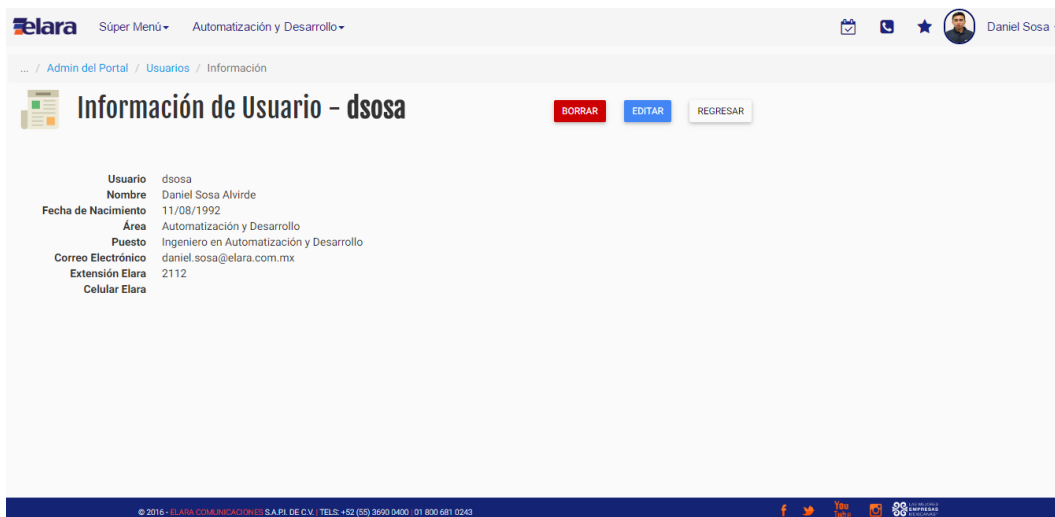 elara Súper Menú Automatización y Desarrollo Daniel Sosa
... / Admin del Portal / Usuarios / Información
Información de Usuario - dsosa BORRAR EDITAR REGRESAR
Usuario dsosa
Nombre Daniel Sosa Alvirde
Fecha de Nacimiento 11/08/1992
Área Automatización y Desarrollo
Puesto Ingeniero en Automatización y Desarrollo
Correo Electrónico daniel.sosa@elara.com.mx
Extensión Elara 2112
Celular Elara
© 2016 - ELARA COMUNICACIONES S.A.P.I. DE C.V. | TELS: +52 (55) 3690 0400 | 01 800 681 0243 You Tube LAS MEJORES EMPRESAS MEXICANAS